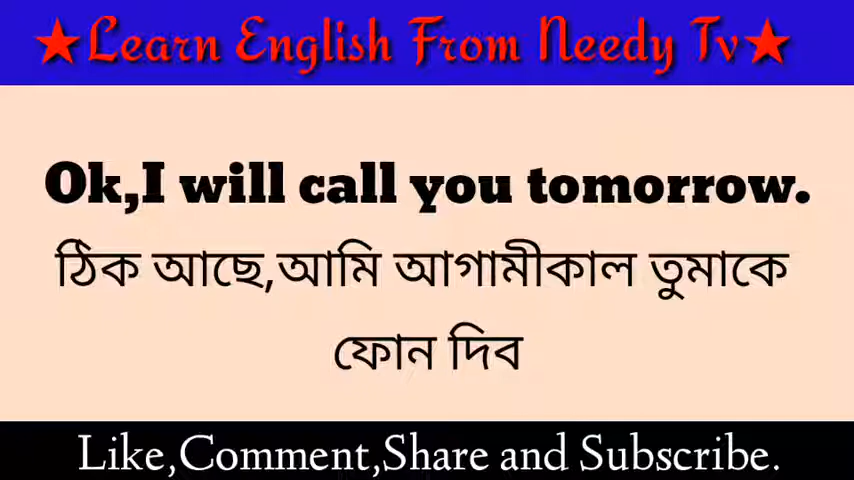 ★Learn English From Needy Tv★
Ok,I will call you tomorrow.
ঠিক আছে,আমি আগামীকাল তুমাকে
ফোন দিব
Like,Comment,Share and Subscribe.